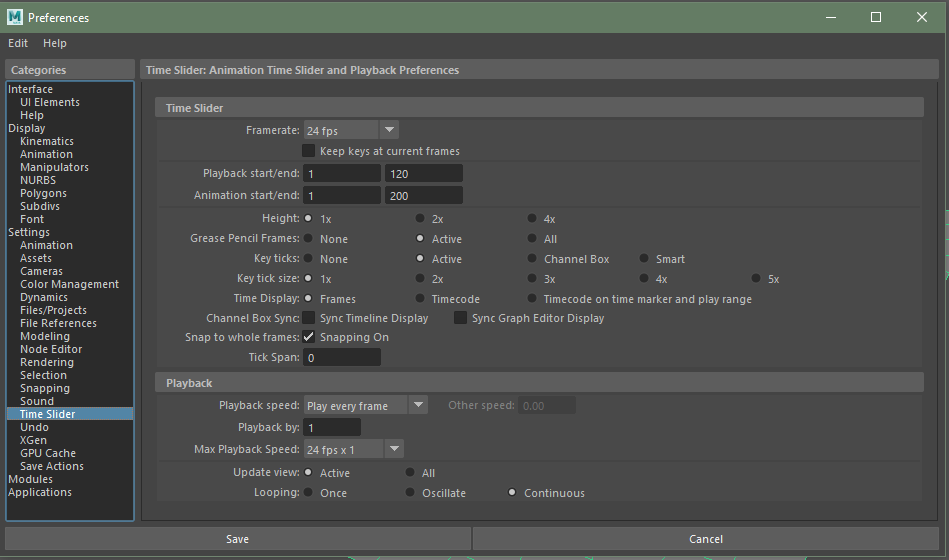 Preferences
Edit Help
Categories
Interface
UI Elements
Help
Display
Kinematics
Animation
Manipulators
NURBS
Polygons
Subdivs
Font
Settings
Animation
Assets
Cameras
Color Management
Dynamics
Files/Projects
File References
Modeling
Node Editor
Rendering
Selection
Snapping
Sound
Time Slider
Undo
XGen
GPU Cache
Save Actions
Modules
Applications
Time Slider: Animation Time Slider and Playback Preferences
Time Slider
Framerate: 24 fps
Keep keys at current frames
Playback start/end: 1 120
Animation start/end: 1 200
Height: 1x 2x 4x
Grease Pencil Frames: None Active All
Key ticks: None Active Channel Box Smart
Key tick size: 1x 2x 3x 4x 5x
Time Display: Frames Timecode Timecode on time marker and play range
Channel Box Sync: Sync Timeline Display Sync Graph Editor Display
Snap to whole frames: Snapping On
Tick Span: 0
Playback
Playback speed: Play every frame Other speed: 0.00
Playback by: 1
Max Playback Speed: 24 fps x 1
Update view: Active All
Looping: Once Oscillate Continuous
Save Cancel